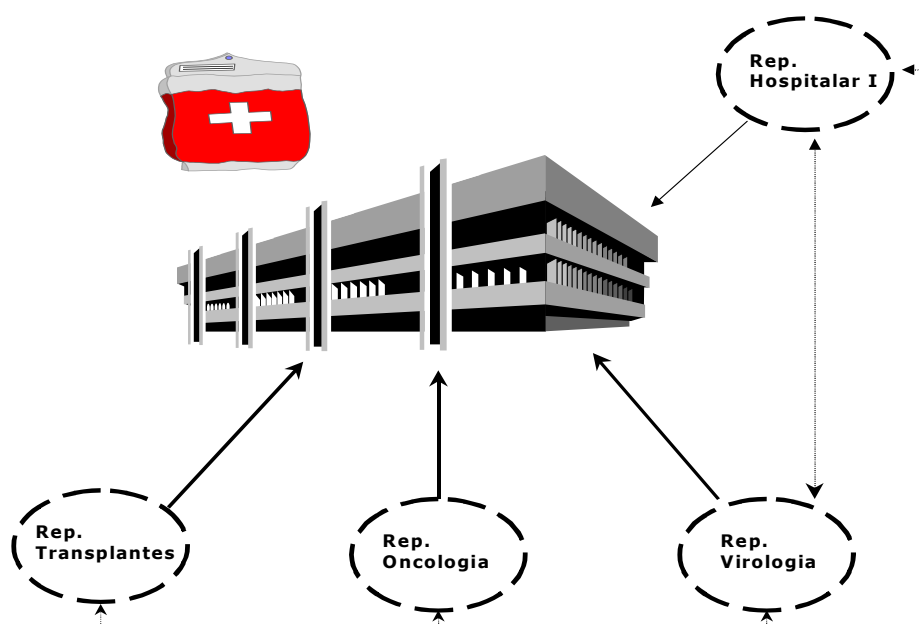 Rep.
Hospitalar I
Rep.
Transplantes
Rep.
Oncologia
Rep.
Virologia